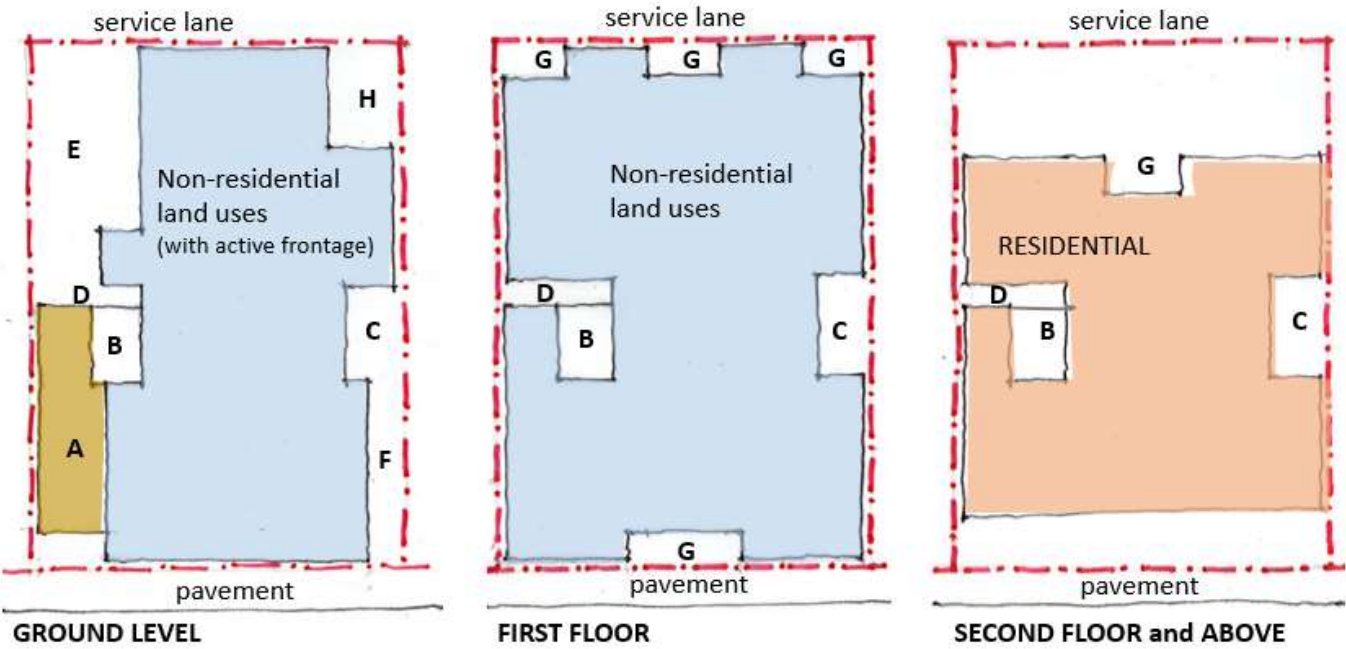 service lane
E
H
Non-residential
land uses
(with active frontage)
D
B
C
A
F
pavement
GROUND LEVEL
service lane
G
G
G
Non-residential
land uses
D
B
C
G
pavement
FIRST FLOOR
service lane
G
RESIDENTIAL
D
B
C
pavement
SECOND FLOOR and ABOVE